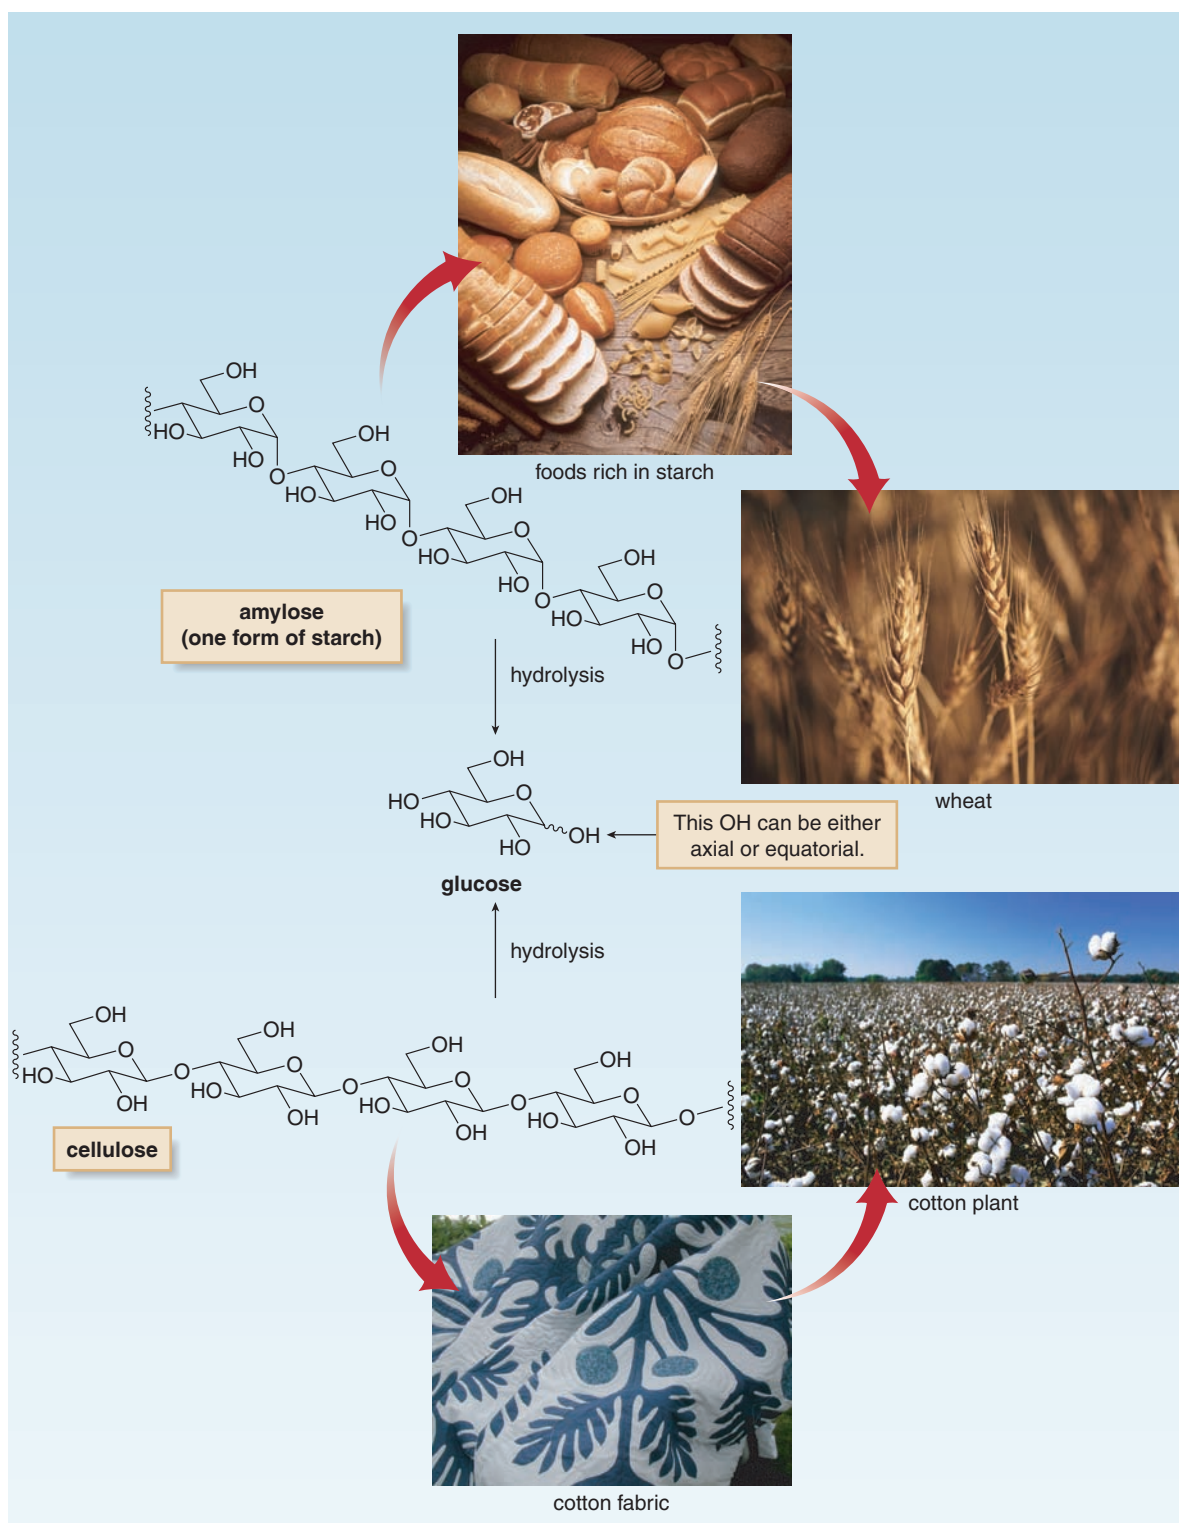 foods rich in starch
OH
O
HO
HO
O
OH
O
HO
HO
O
OH
O
HO
HO
O
OH
O
HO
HO
O
amylose
(one form of starch)
hydrolysis
wheat
OH
HO
O
HO
OH
HO
This OH can be either
axial or equatorial.
glucose
hydrolysis
OH
O
HO
OH
O
OH
O
HO
OH
O
OH
O
HO
OH
O
OH
O
HO
OH
O
cellulose
cotton plant
cotton fabric